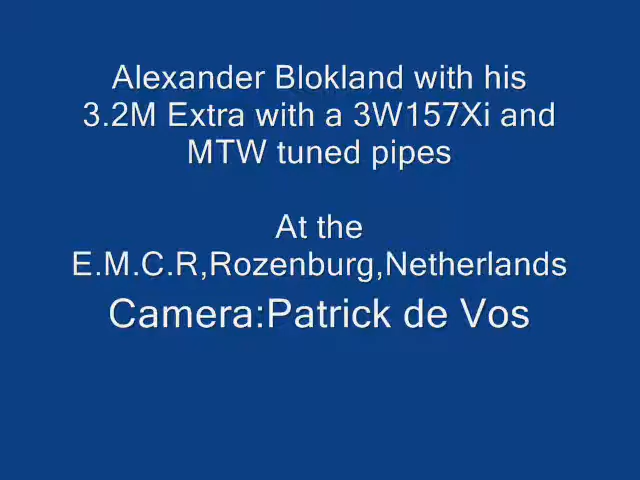 Alexander Blokland with his
3.2M Extra with a 3W157Xi and
MTW tuned pipes
At the
E.M.C.R,Rozenburg,Netherlands
Camera:Patrick de Vos